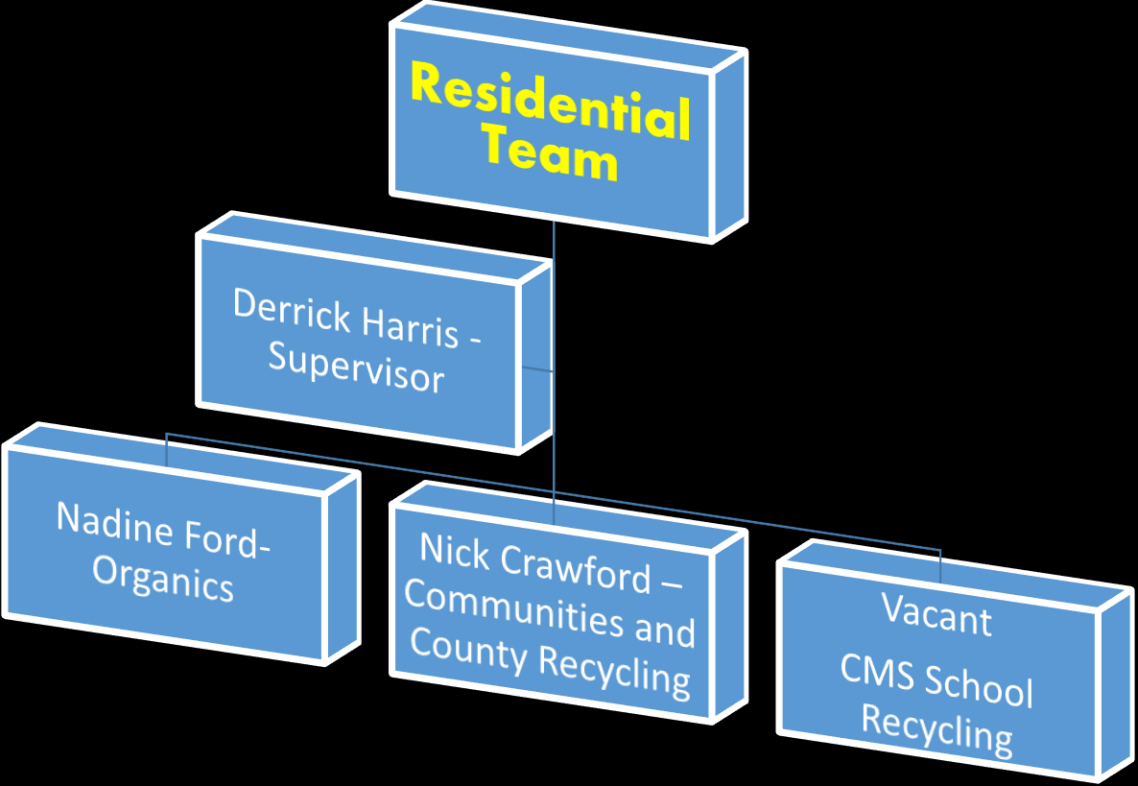 Residential
Team
Derrick Harris -
Supervisor
Nadine Ford-
Organics
Nick Crawford –
Communities and
County Recycling
Vacant
CMS School
Recycling